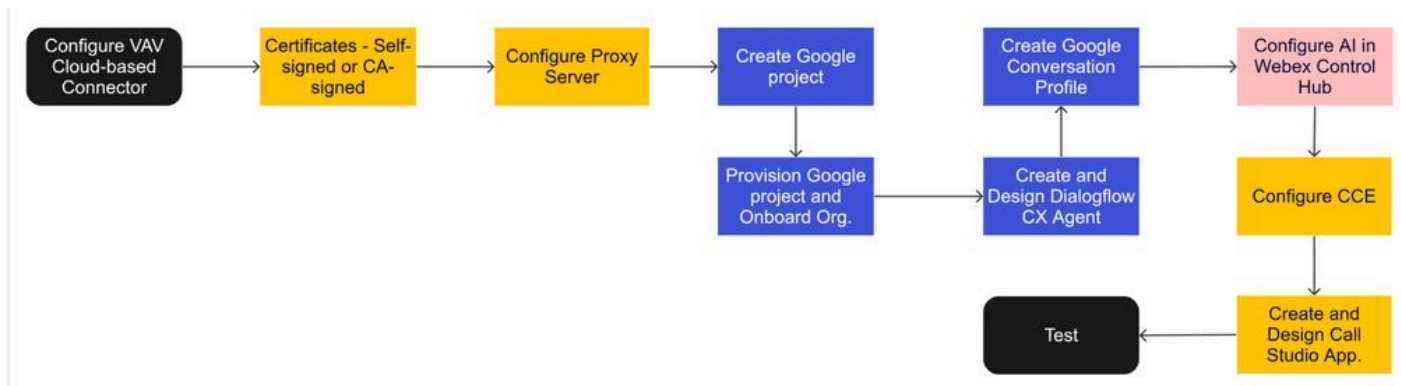 Configure VAV
Cloud-based
Connector
Certificates - Self-
signed or CA-
signed
Configure Proxy
Server
Create Google
project
Provision Google
project and
Onboard Org.
Create and
Design Dialogflow
CX Agent
Create Google
Conversation
Profile
Configure AI in
Webex Control
Hub
Configure CCE
Create and
Design Call
Studio App.
Test